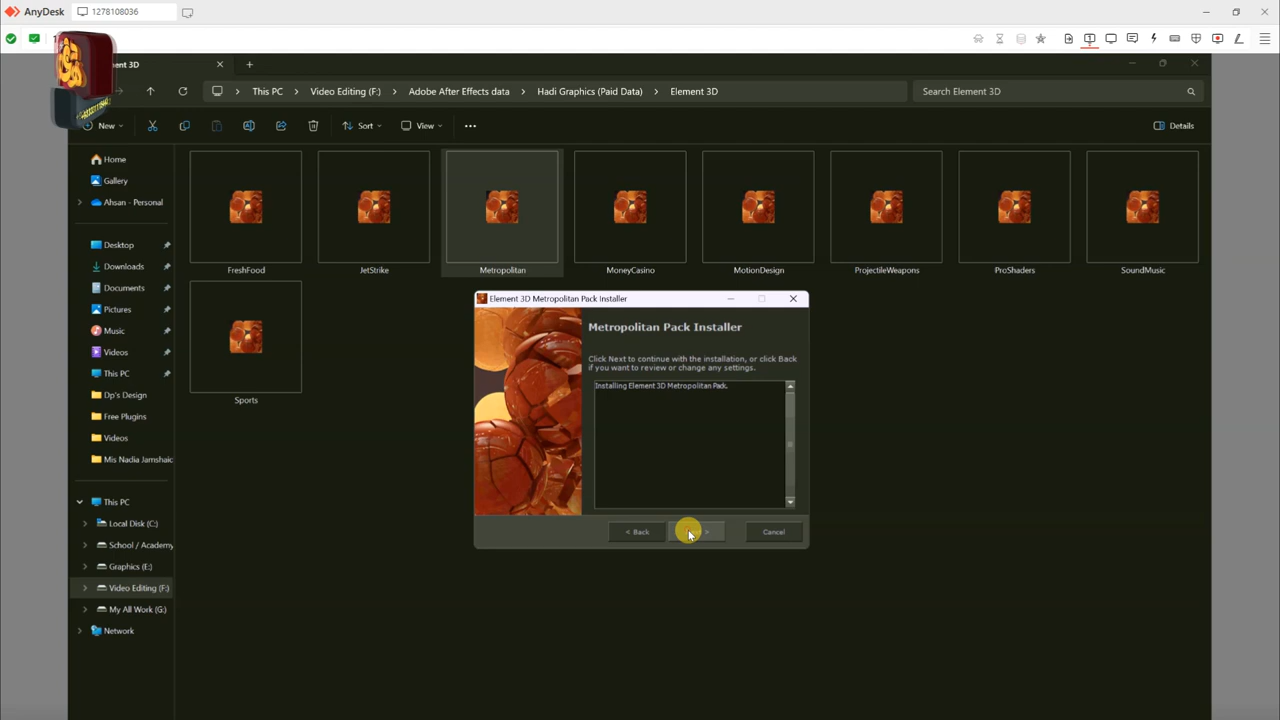 AnyDesk
1278108036
Element 3D
This PC
Video Editing (F:)
Adobe After Effects data
Hadi Graphics (Paid Data)
Element 3D
Search Element 3D
New
Sort
View
Details
Home
Gallery
Ahsan - Personal
Desktop
Downloads
Documents
Pictures
Music
Videos
This PC
Dp's Design
Free Plugins
Videos
Mis Nadia Jamshaid
This PC
Local Disk (C:)
School / Academy
Graphics (E:)
Video Editing (F:)
My All Work (G:)
Network
FreshFood
JetStrike
Metropolitan
MoneyCasino
MotionDesign
ProjectileWeapons
ProShaders
SoundMusic
Sports
Element 3D Metropolitan Pack Installer
Metropolitan Pack Installer
Click Next to continue with the installation, or click Back
if you want to review or change any settings.
Installing Element 3D Metropolitan Pack.
< Back
>
Cancel